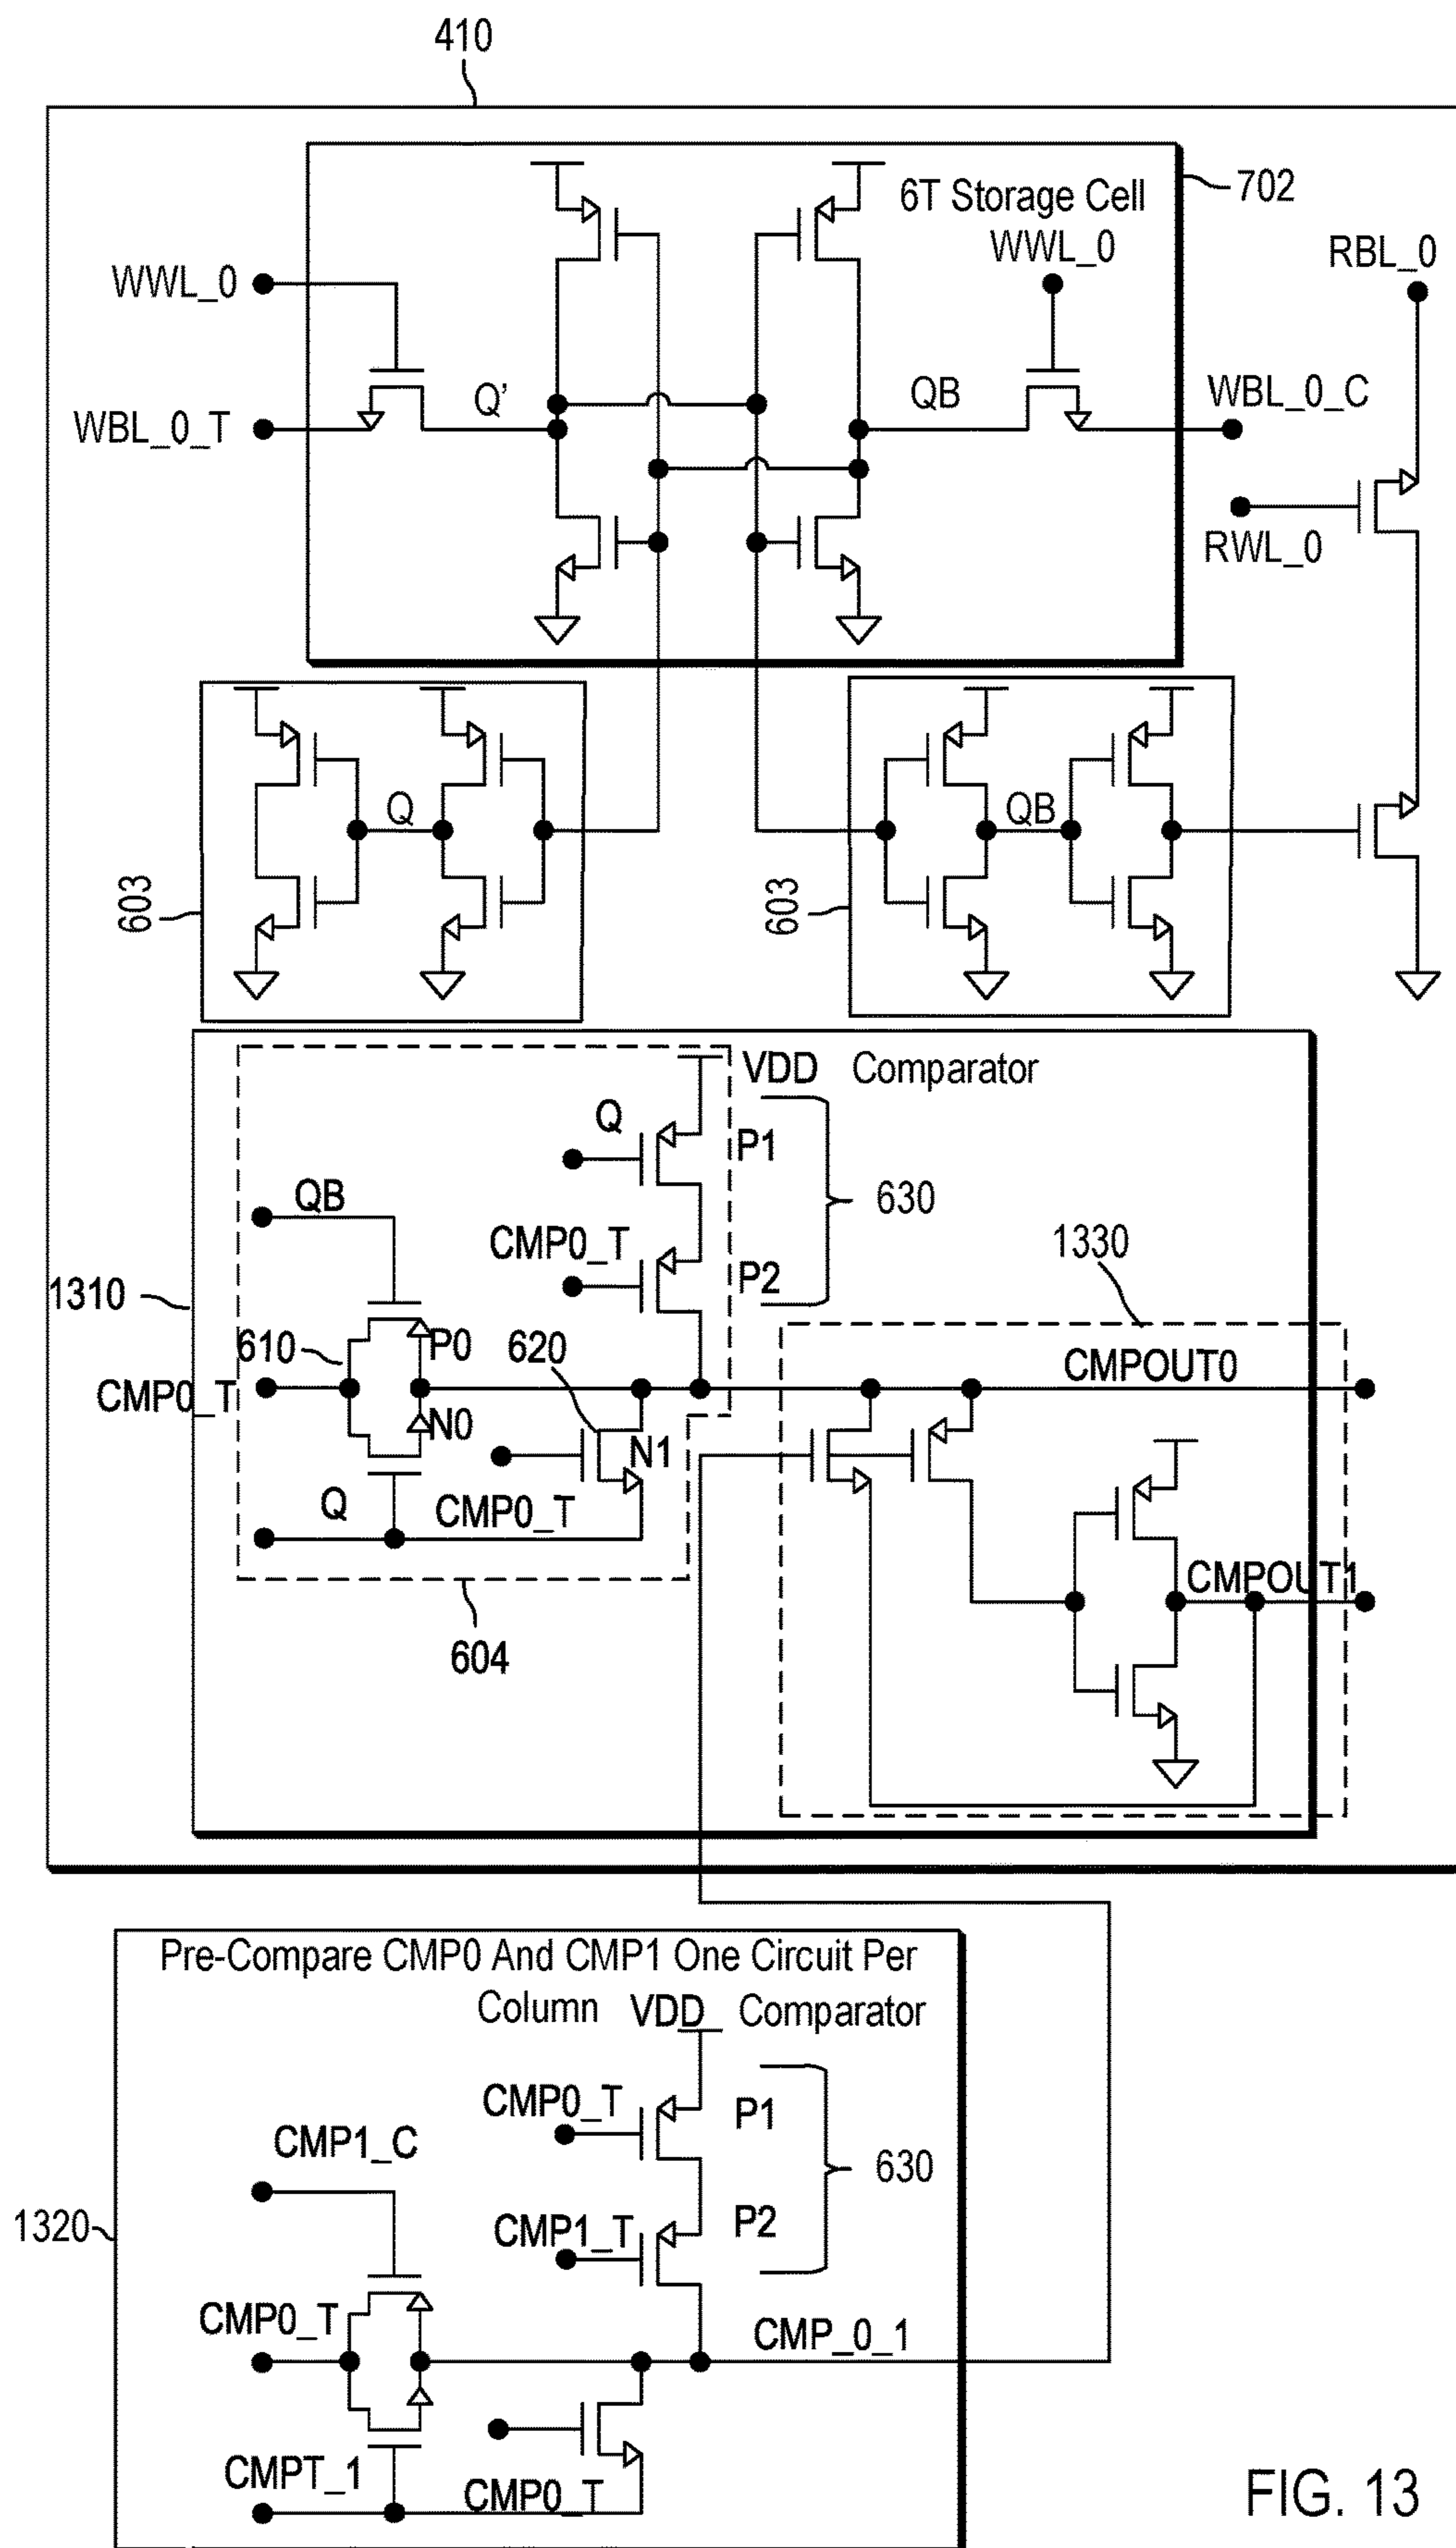 410
6T Storage Cell
702
WWL_0
WWL_0
RBL_0
Q'
QB
WBL_0_C
WBL_0_T
RWL_0
Q
QB
603
603
VDD Comparator
Q
P1
QB
630
CMP0_T
1330
P2
1310
610
P0
620
CMPOUT0
CMP0_T
N0
N1
Q
CMP0_T
CMPOUT1
604
Pre-Compare CMP0 And CMP1 One Circuit Per
Column VDD Comparator
CMP0_T
P1
CMP1_C
630
CMP1_T
P2
1320
CMP0_T
CMP_0_1
CMPT_1
CMP0_T
FIG. 13